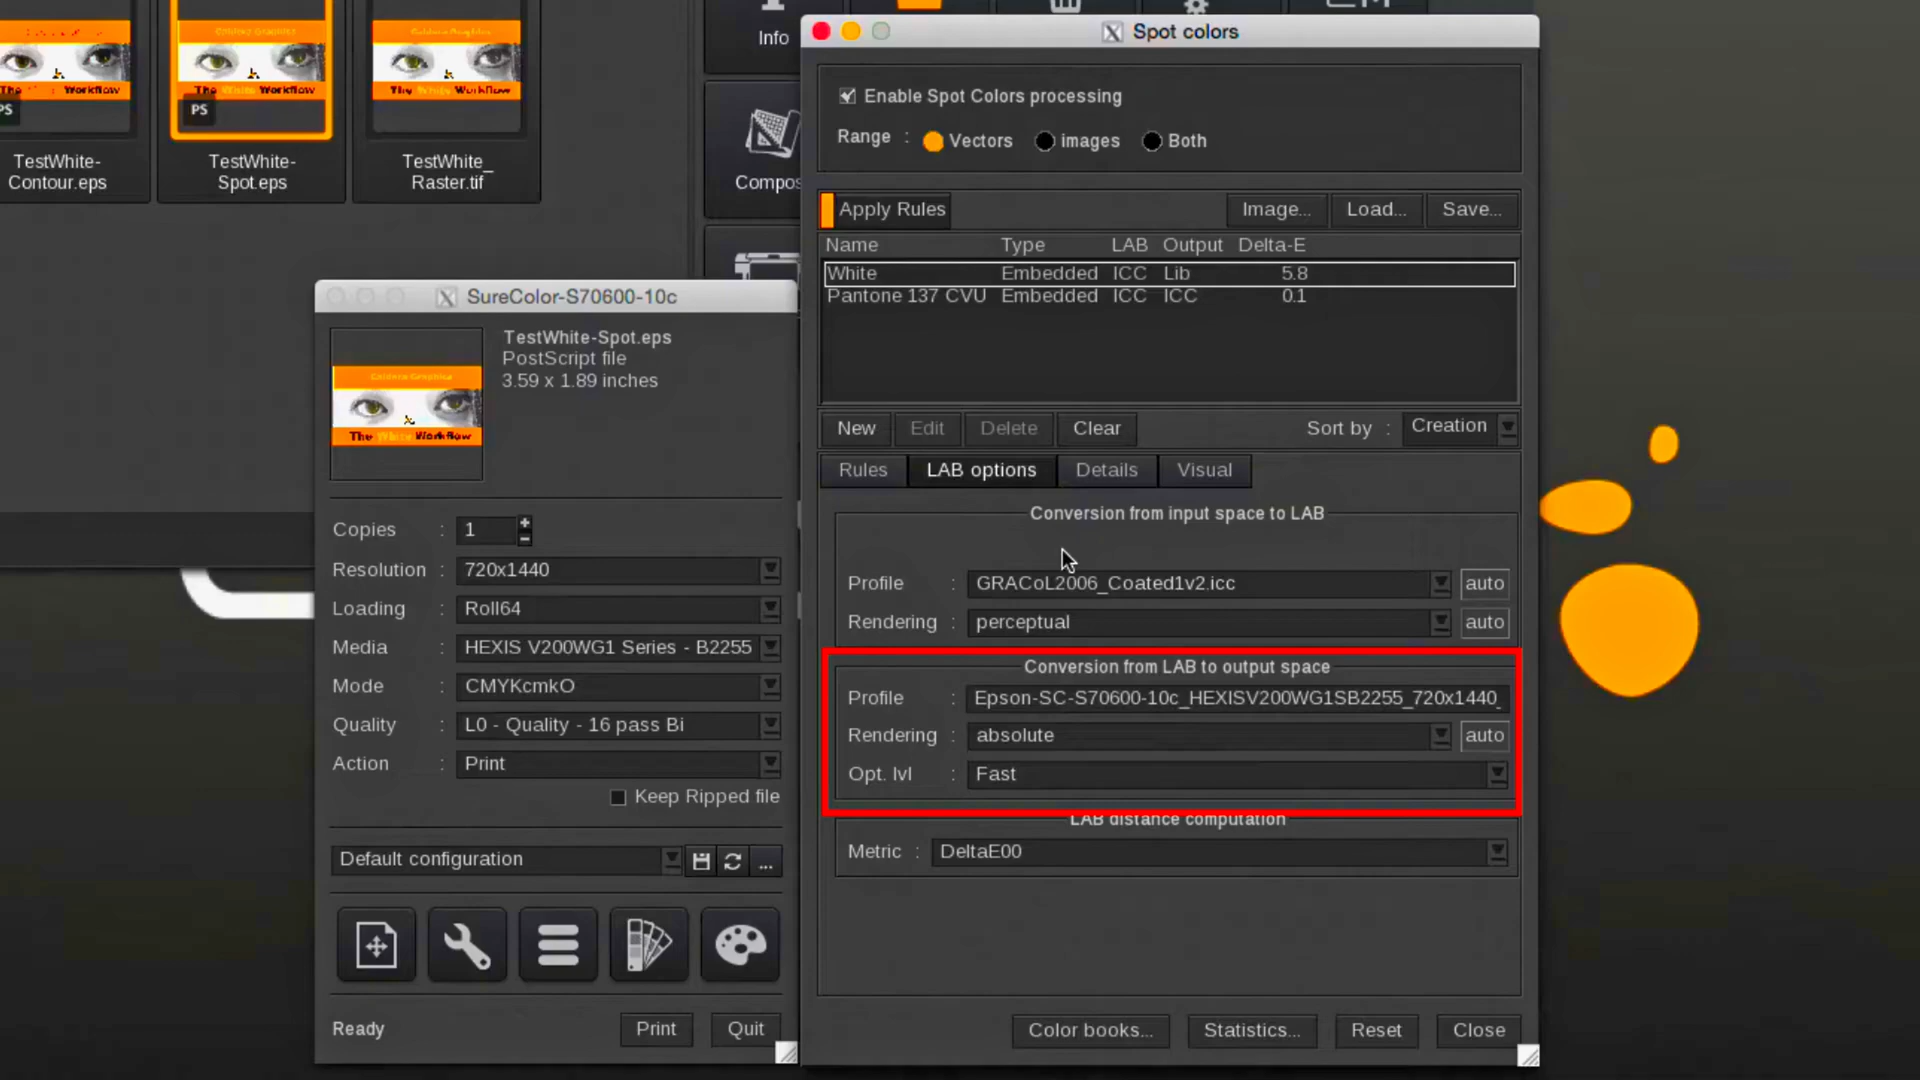 Info
Compos
TestWhite-
Contour.eps
PS
TestWhite-
Spot.eps
TestWhite_
Raster.tif
The White Workflow
SureColor-S70600-10c
TestWhite-Spot.eps
PostScript file
3.59 x 1.89 inches
The White Workflow
Copies : 1
Resolution : 720x1440
Loading : Roll64
Media : HEXIS V200WG1 Series - B2255
Mode : CMYKcmkO
Quality : L0 - Quality - 16 pass Bi
Action : Print
Keep Ripped file
Default configuration
...
Ready
Print
Quit
Spot colors
Enable Spot Colors processing
Range : Vectors images Both
Apply Rules Image... Load... Save...
Name Type LAB Output Delta-E
White Embedded ICC Lib 5.8
Pantone 137 CVU Embedded ICC ICC 0.1
New Edit Delete Clear Sort by : Creation
Rules LAB options Details Visual
Conversion from input space to LAB
Profile : GRACoL2006_Coated1v2.icc auto
Rendering : perceptual auto
Conversion from LAB to output space
Profile : Epson-SC-S70600-10c_HEXISV200WG1SB2255_720x1440_
Rendering : absolute auto
Opt. lvl : Fast
LAB distance computation
Metric : DeltaE00
Color books... Statistics... Reset Close